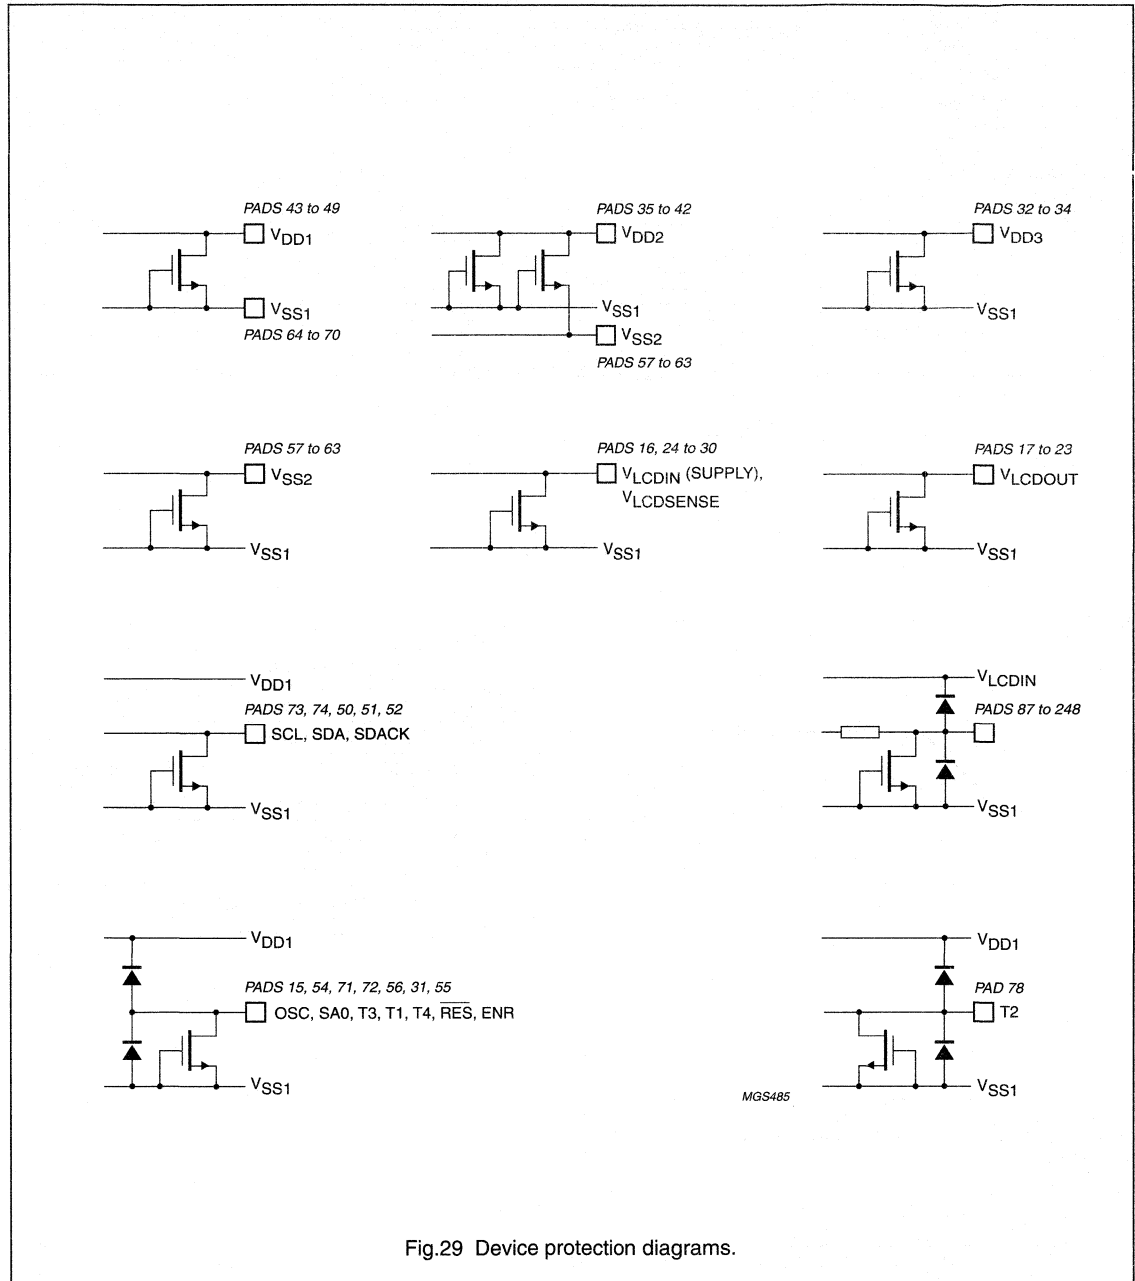 PADS 43 to 49
VDD1
VSS1
PADS 64 to 70
PADS 35 to 42
VDD2
VSS1
VSS2
PADS 57 to 63
PADS 32 to 34
VDD3
VSS1
PADS 57 to 63
VSS2
VSS1
PADS 16, 24 to 30
VLCDIN (SUPPLY),
VLCDSENSE
VSS1
PADS 17 to 23
VLCDOUT
VSS1
VDD1
PADS 73, 74, 50, 51, 52
SCL, SDA, SDACK
VSS1
VLCDIN
PADS 87 to 248
VSS1
VDD1
PADS 15, 54, 71, 72, 56, 31, 55
OSC, SA0, T3, T1, T4, R̅E̅S̅, ENR
VSS1
VDD1
PAD 78
T2
VSS1
MGS485
Fig.29 Device protection diagrams.